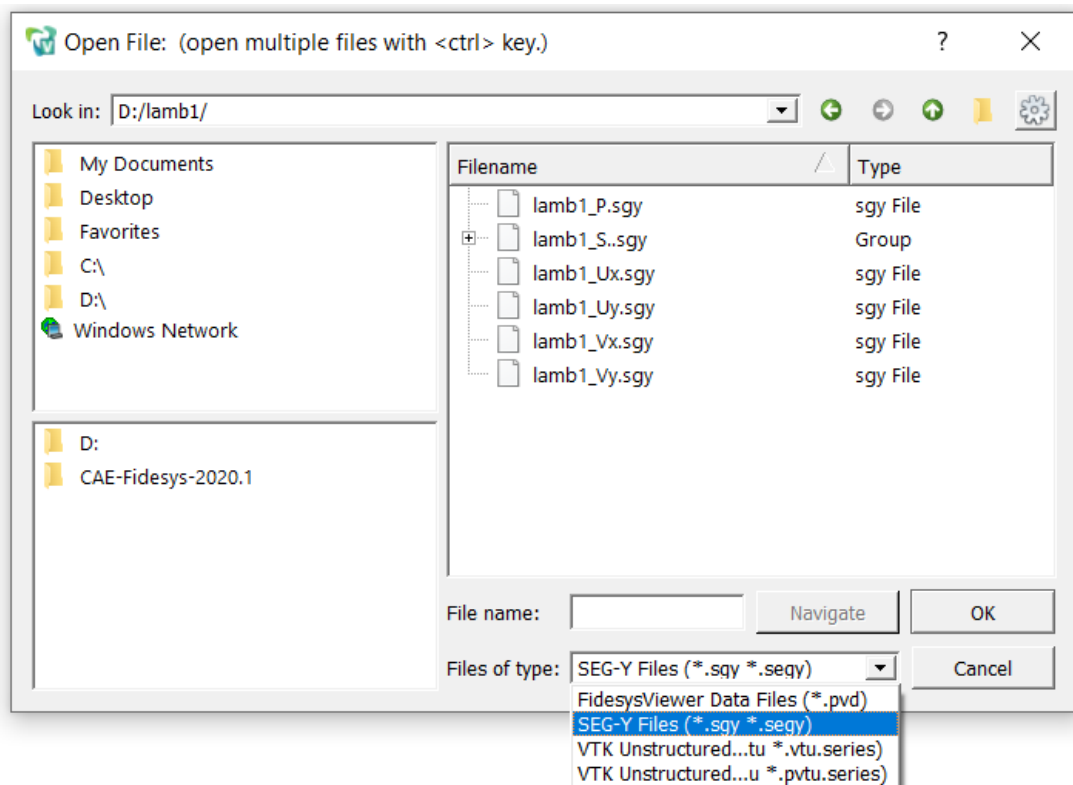 Open File: (open multiple files with <ctrl> key.)
?
Look in: D:/lamb1/
My Documents
Desktop
Favorites
C:\
D:\
Windows Network
D:
CAE-Fidesys-2020.1
Filename Type
lamb1_P.sgy sgy File
lamb1_S..sgy Group
lamb1_Ux.sgy sgy File
lamb1_Uy.sgy sgy File
lamb1_Vx.sgy sgy File
lamb1_Vy.sgy sgy File
File name: Navigate OK
Files of type: SEG-Y Files (*.sgy *.segy) Cancel
FidesysViewer Data Files (*.pvd)
SEG-Y Files (*.sgy *.segy)
VTK Unstructured...tu *.vtu.series)
VTK Unstructured...u *.pvtu.series)